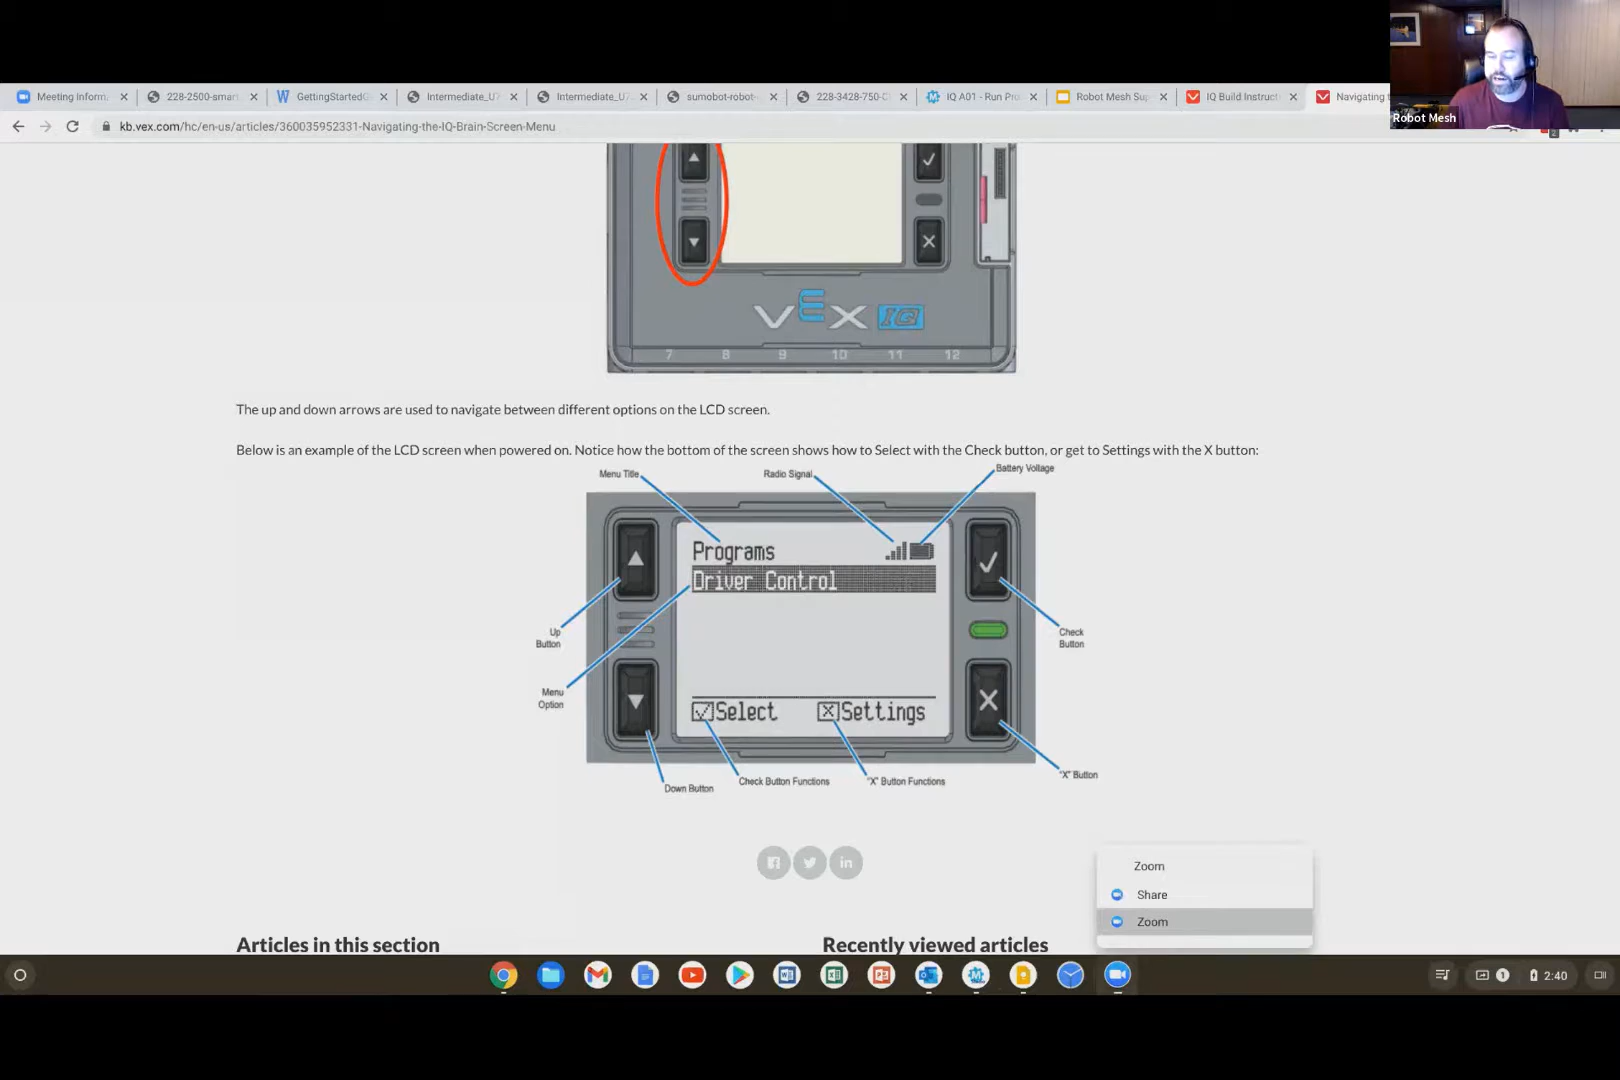 Robot Mesh
Meeting Inform
228-2500-smart
GettingStartedG
Intermediate_U7
Intermediate_U7
sumobot-robot-
228-3428-750-C
IQ A01 - Run Pro
Robot Mesh Sup
IQ Build Instruct
Navigating t
kb.vex.com/hc/en-us/articles/360035952331-Navigating-the-IQ-Brain-Screen-Menu
2
VEX IQ
7 8 9 10 11 12
The up and down arrows are used to navigate between different options on the LCD screen.
Below is an example of the LCD screen when powered on. Notice how the bottom of the screen shows how to Select with the Check button, or get to Settings with the X button:
Menu Title
Radio Signal
Battery Voltage
Programs
Driver Control
Up
Button
Check
Button
Menu
Option
Select
Settings
Down Button
Check Button Functions
"X" Button Functions
"X" Button
Zoom
Share
Zoom
Articles in this section
Recently viewed articles
1
2:40